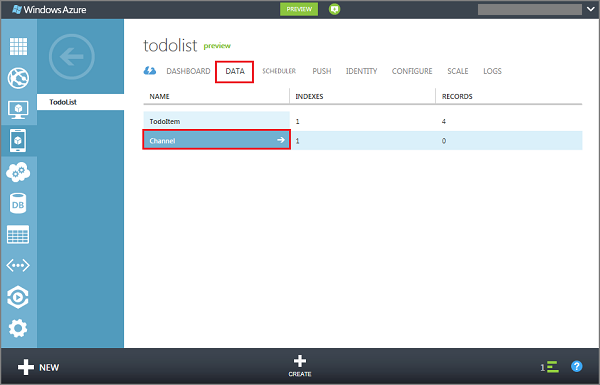 Windows Azure PREVIEW
todolist preview
DASHBOARD DATA SCHEDULER PUSH IDENTITY CONFIGURE SCALE LOGS
TodoList
NAME INDEXES RECORDS
TodoItem 1 4
Channel 1 0
DB
NEW CREATE 1 ?